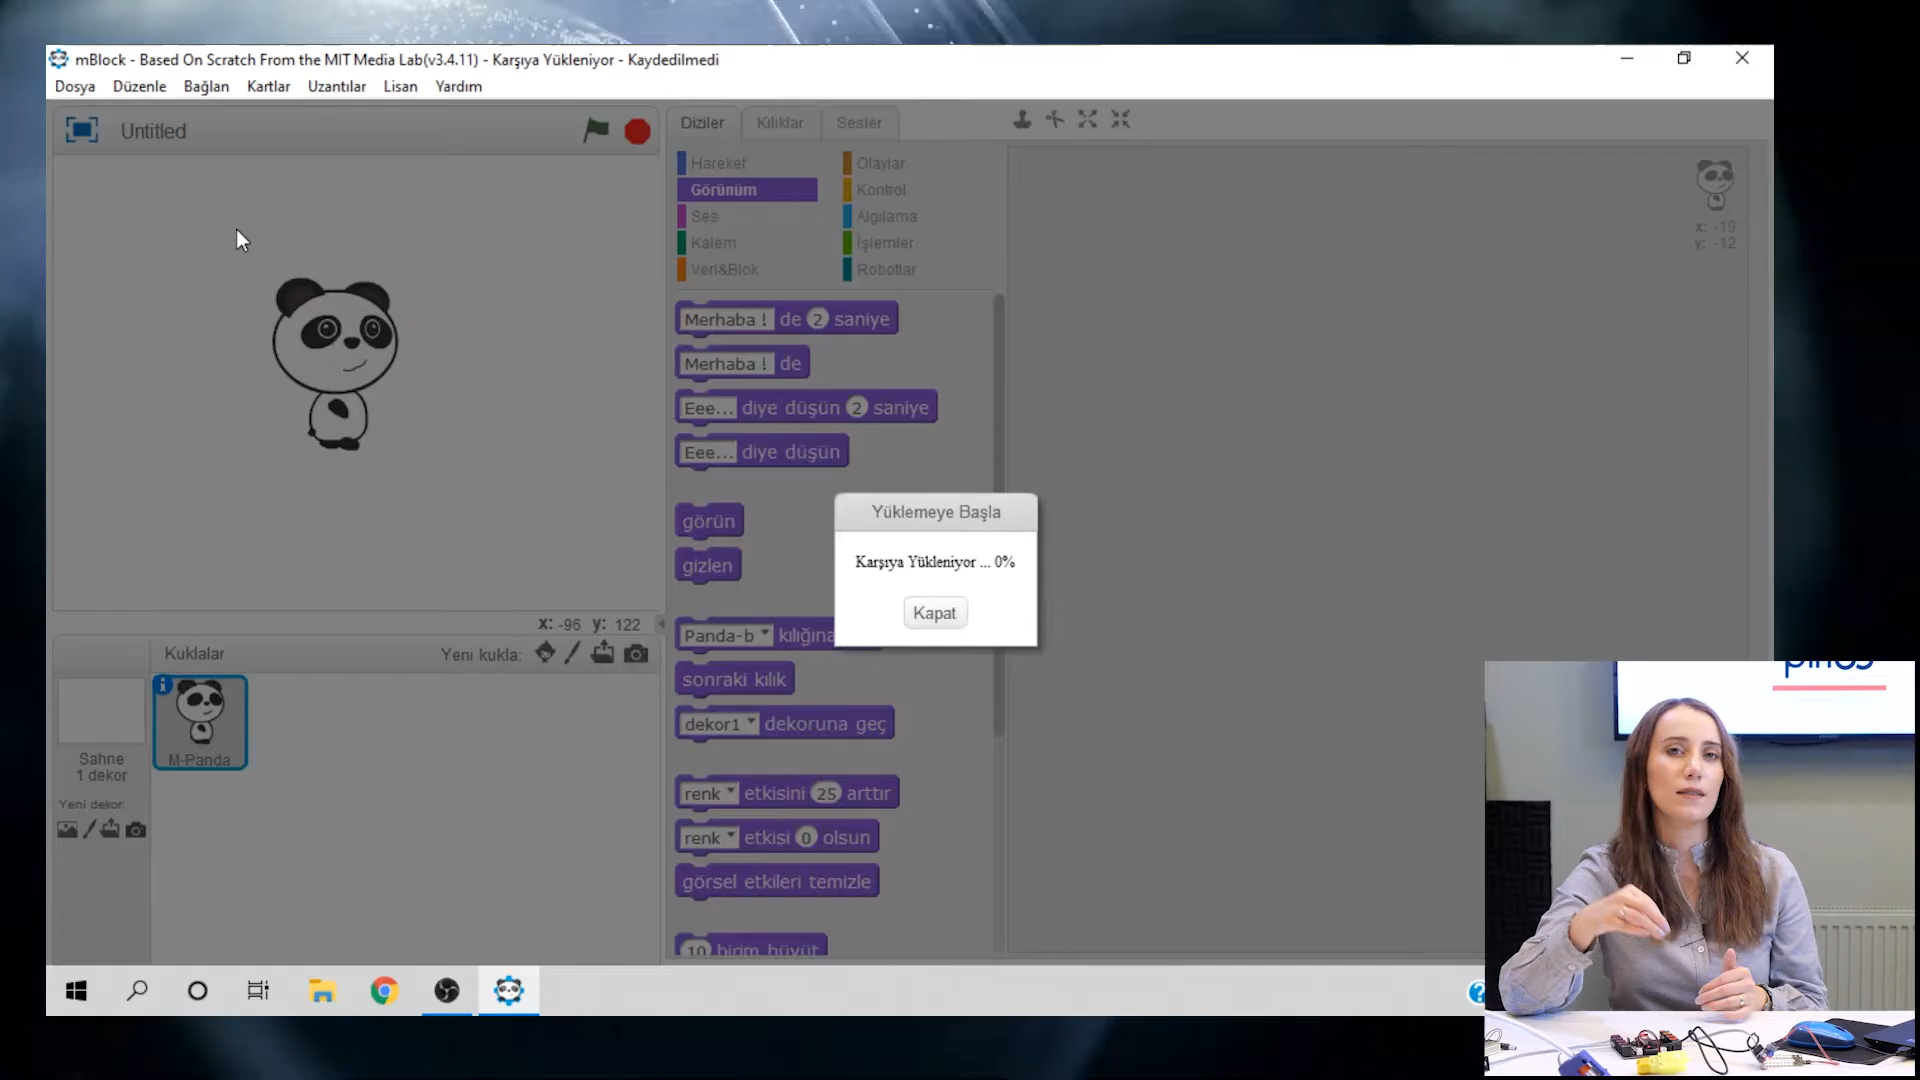 mBlock - Based On Scratch From the MIT Media Lab(v3.4.11) - Karşıya Yükleniyor - Kaydedilmedi
Dosya Düzenle Bağlan Kartlar Uzantılar Lisan Yardım
Untitled
Diziler Kılıklar Sesler
Hareket Olaylar
Görünüm Kontrol
Ses Algılama
Kalem İşlemler
Veri&Blok Robotlar
x: -19
y: -12
Merhaba ! de 2 saniye
Merhaba ! de
Eee... diye düşün 2 saniye
Eee... diye düşün
görün
gizlen
Panda-b kılığına
sonraki kılık
dekor1 dekoruna geç
renk etkisini 25 arttır
renk etkisi 0 olsun
görsel etkileri temizle
10 birim büyüt
Yüklemeye Başla
Karşıya Yükleniyor ... 0%
Kapat
x: -96 y: 122
Kuklalar Yeni kukla:
M-Panda
Sahne
1 dekor
Yeni dekor: